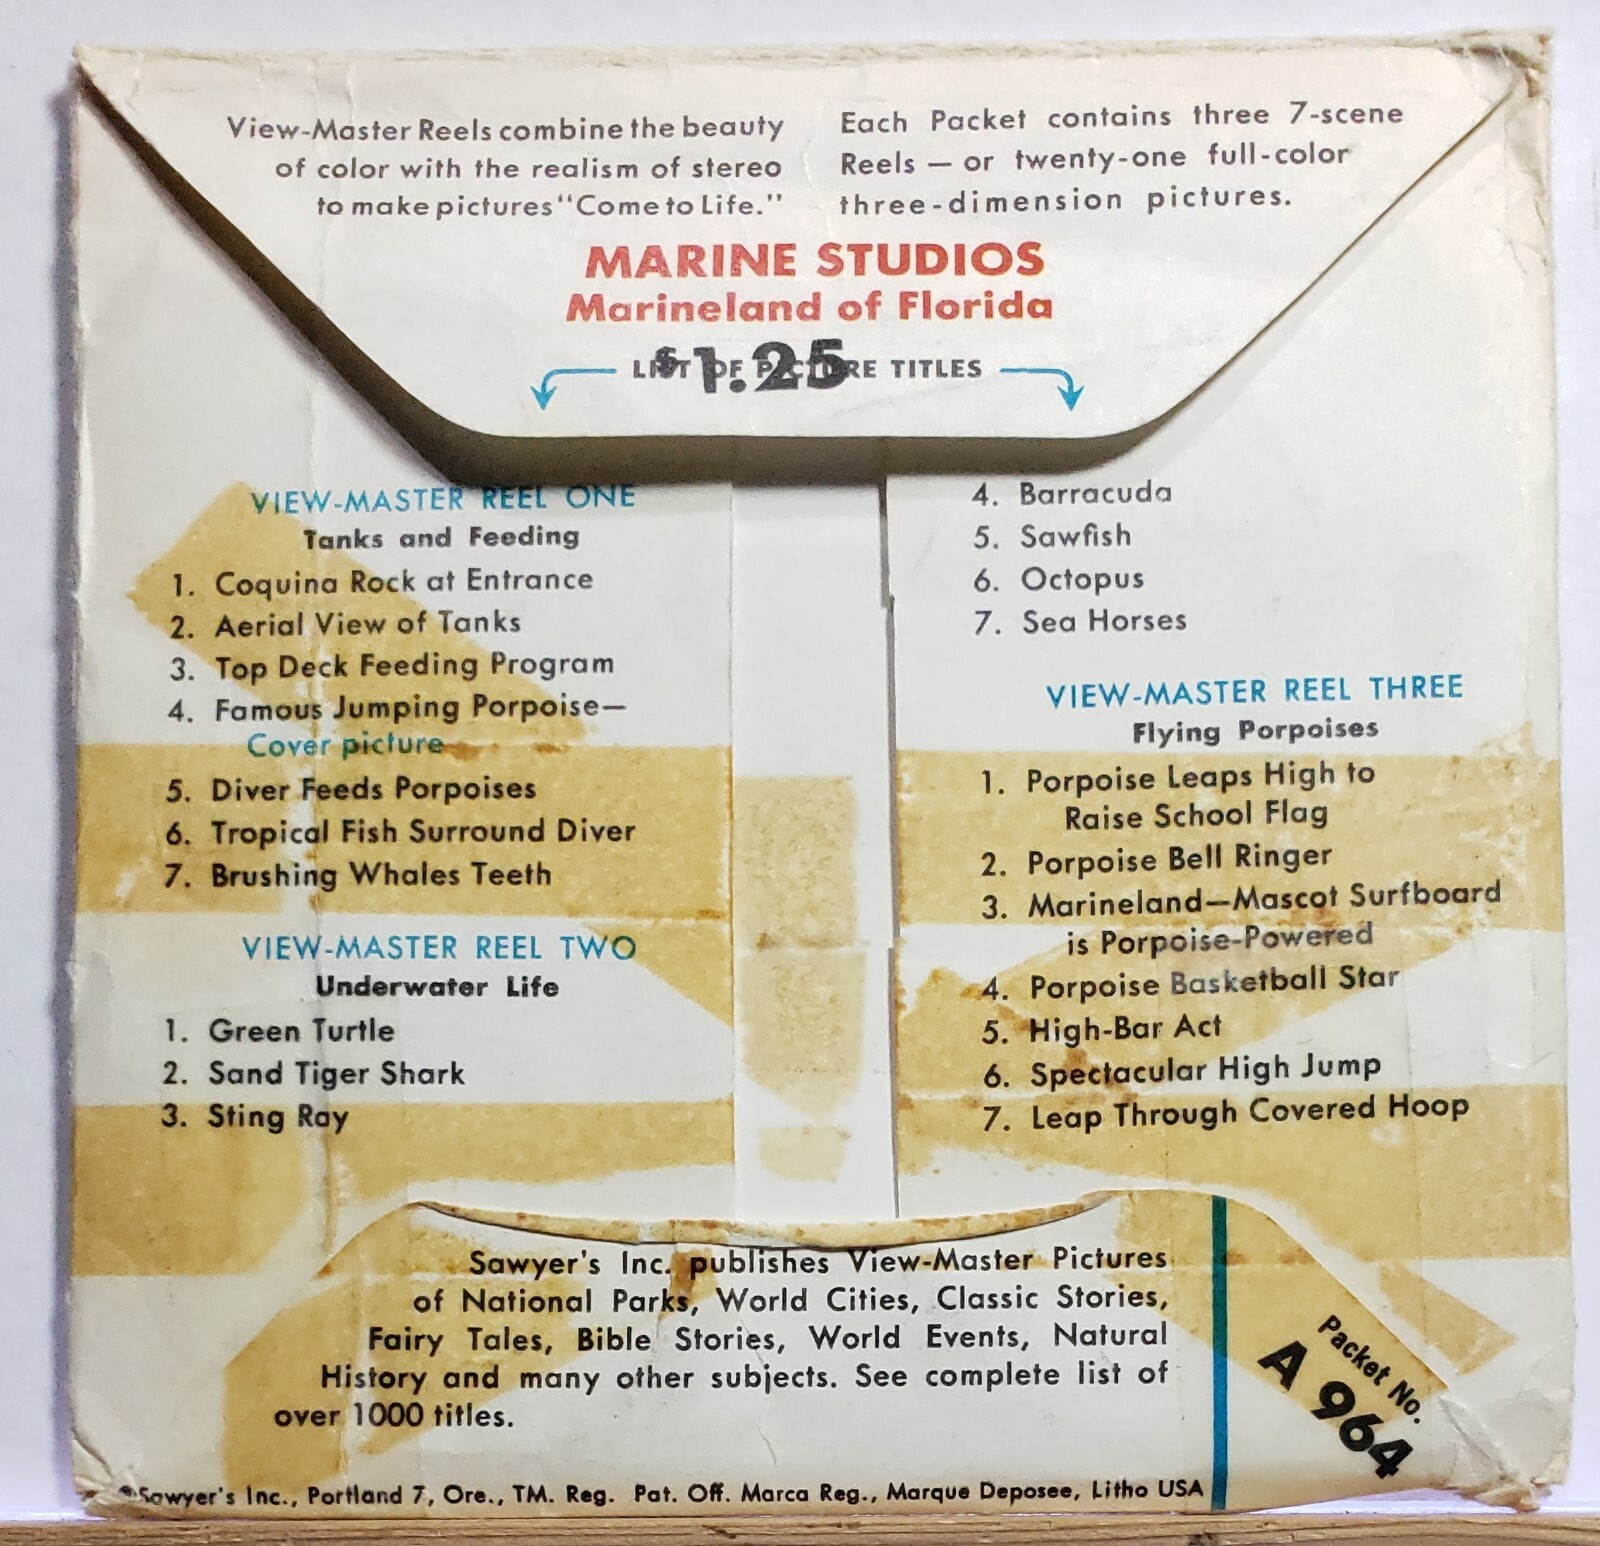 View-Master Reels combine the beauty
of color with the realism of stereo
to make pictures "Come to Life."
Each Packet contains three 7-scene
Reels — or twenty-one full-color
three-dimension pictures.
MARINE STUDIOS
Marineland of Florida
LIST OF PICTURE TITLES
$1.25
VIEW-MASTER REEL ONE
Tanks and Feeding
1. Coquina Rock at Entrance
2. Aerial View of Tanks
3. Top Deck Feeding Program
4. Famous Jumping Porpoise—
Cover picture
5. Diver Feeds Porpoises
6. Tropical Fish Surround Diver
7. Brushing Whales Teeth
VIEW-MASTER REEL TWO
Underwater Life
1. Green Turtle
2. Sand Tiger Shark
3. Sting Ray
4. Barracuda
5. Sawfish
6. Octopus
7. Sea Horses
VIEW-MASTER REEL THREE
Flying Porpoises
1. Porpoise Leaps High to
Raise School Flag
2. Porpoise Bell Ringer
3. Marineland—Mascot Surfboard
is Porpoise-Powered
4. Porpoise Basketball Star
5. High-Bar Act
6. Spectacular High Jump
7. Leap Through Covered Hoop
Sawyer's Inc. publishes View-Master Pictures
of National Parks, World Cities, Classic Stories,
Fairy Tales, Bible Stories, World Events, Natural
History and many other subjects. See complete list of
over 1000 titles.
Packet No.
A 964
®Sawyer's Inc., Portland 7, Ore., TM. Reg. Pat. Off. Marca Reg., Marque Deposee, Litho USA